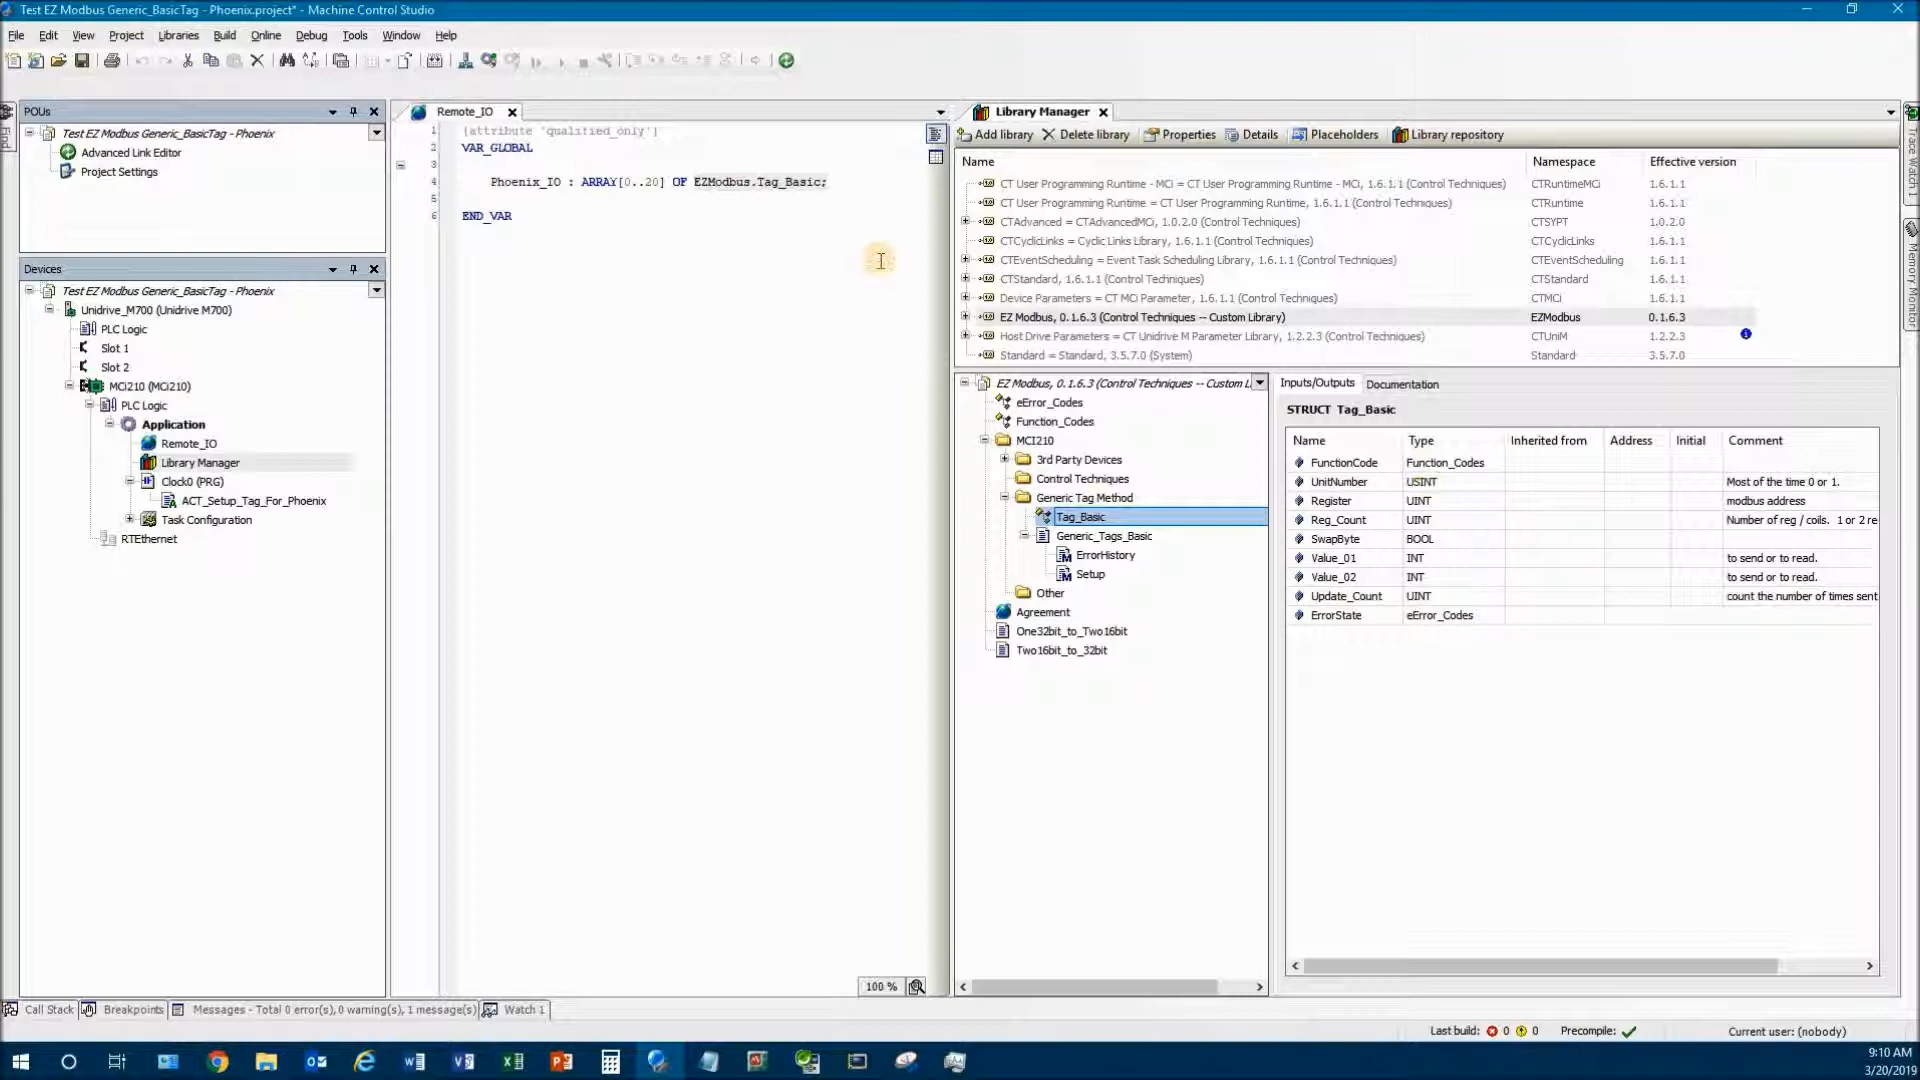 Test EZ Modbus Generic_BasicTag - Phoenix.project* - Machine Control Studio
File Edit View Project Libraries Build Online Debug Tools Window Help
POUs
Test EZ Modbus Generic_BasicTag - Phoenix
Advanced Link Editor
Project Settings
Devices
Test EZ Modbus Generic_BasicTag - Phoenix
Unidrive_M700 (Unidrive M700)
PLC Logic
Slot 1
Slot 2
MCi210 (MCi210)
PLC Logic
Application
Remote_IO
Library Manager
Clock0 (PRG)
ACT_Setup_Tag_For_Phoenix
Task Configuration
RTEthernet
Remote_IO
1 {attribute 'qualified_only'}
2 VAR_GLOBAL
3
4 Phoenix_IO : ARRAY[0..20] OF EZModbus.Tag_Basic;
5
6 END_VAR
100 %
Library Manager
Add library Delete library Properties Details Placeholders Library repository
Name Namespace Effective version
CT User Programming Runtime - MCi = CT User Programming Runtime - MCi, 1.6.1.1 (Control Techniques) CTRuntimeMCi 1.6.1.1
CT User Programming Runtime = CT User Programming Runtime, 1.6.1.1 (Control Techniques) CTRuntime 1.6.1.1
CTAdvanced = CTAdvancedMCi, 1.0.2.0 (Control Techniques) CTSYPT 1.0.2.0
CTCyclicLinks = Cyclic Links Library, 1.6.1.1 (Control Techniques) CTCyclicLinks 1.6.1.1
CTEventScheduling = Event Task Scheduling Library, 1.6.1.1 (Control Techniques) CTEventScheduling 1.6.1.1
CTStandard, 1.6.1.1 (Control Techniques) CTStandard 1.6.1.1
Device Parameters = CT MCi Parameter, 1.6.1.1 (Control Techniques) CTMCi 1.6.1.1
EZ Modbus, 0.1.6.3 (Control Techniques -- Custom Library) EZModbus 0.1.6.3
Host Drive Parameters = CT Unidrive M Parameter Library, 1.2.2.3 (Control Techniques) CTUniM 1.2.2.3
Standard = Standard, 3.5.7.0 (System) Standard 3.5.7.0
EZ Modbus, 0.1.6.3 (Control Techniques -- Custom L
eError_Codes
Function_Codes
MCI210
3rd Party Devices
Control Techniques
Generic Tag Method
Tag_Basic
Generic_Tags_Basic
ErrorHistory
Setup
Other
Agreement
One32bit_to_Two16bit
Two16bit_to_32bit
Inputs/Outputs Documentation
STRUCT Tag_Basic
Name Type Inherited from Address Initial Comment
FunctionCode Function_Codes
UnitNumber USINT Most of the time 0 or 1.
Register UINT modbus address
Reg_Count UINT Number of reg / coils. 1 or 2 re
SwapByte BOOL
Value_01 INT to send or to read.
Value_02 INT to send or to read.
Update_Count UINT count the number of times sent
ErrorState eError_Codes
Find
Trace Watch 1
Memory Monitor
Call Stack Breakpoints Messages - Total 0 error(s), 0 warning(s), 1 message(s) Watch 1
Last build: 0 0 Precompile: Current user: (nobody)
9:10 AM
3/20/2019